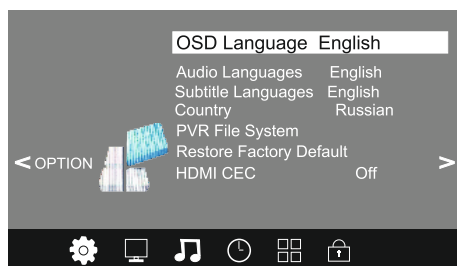 OSD Language English
Audio Languages English
Subtitle Languages English
Country Russian
PVR File System
Restore Factory Default
HDMI CEC Off
< OPTION >